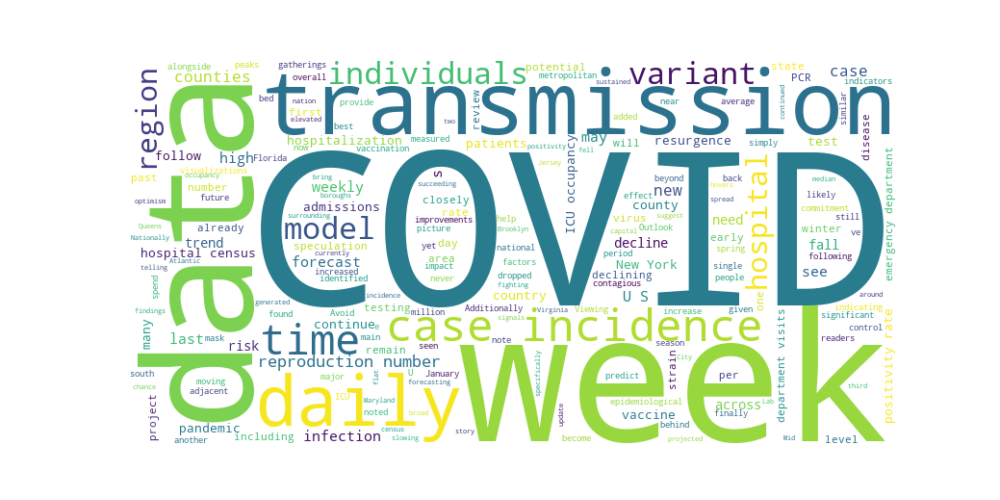 COVID
week
data
transmission
daily
time
case incidence
model
individuals
variant
hospital
region
counties
alongside
peaks
gatherings
overall
bed
nation
elevated
two
first
provide
best
metropolitan
potential
sustained
state
PCR
case
indicators
continued
similar
near
average
added
review
measured
hospitalization
now
vaccination
patients
positivity
fell
may
will
resurgence
simply
test
disease
follow
high
Florida
past
visualizations
occupancy
number
future
optimism
boroughs
Queens
already
Nationally
trend
Atlantic
hospital census
telling
spend
findings
many
last
mask
risk
south
chance
moving
adjacent
project
pandemic
another
including
infection
bring
weekly
surrounding
admissions
speculation
currently
forecast
increased
identified
impact
generated
found
Avoid
testing
continue
main
remain
reproduction number
major
U
ICU
flat
forecasting
Maryland
broad
census
slowing
s
succeeding
closely
rate
improvements
picture
yet
day
area
never
incidence
million
seen
note
January
story
Jersey
help
Brooklyn
national
factors
dropped
fighting
country
Additionally
Virginia
Viewing
signals
ICU occupancy
effect
virus
Outlook
period
decline
declining
New York
contagious
U S
new
county
beyond
back
spread
hovers
suggest
need
capital
early
spring
single
people
increase
given
one
median
likely
commitment
winter
still
ve
fall
following
see
emergency department
indicating
around
significant
control
readers
season
City
strain
predict
per
epidemiological
vaccine
behind
finally
across
Lab
department visits
third
positivity rate
level
Mid
projected
become
update
specifically